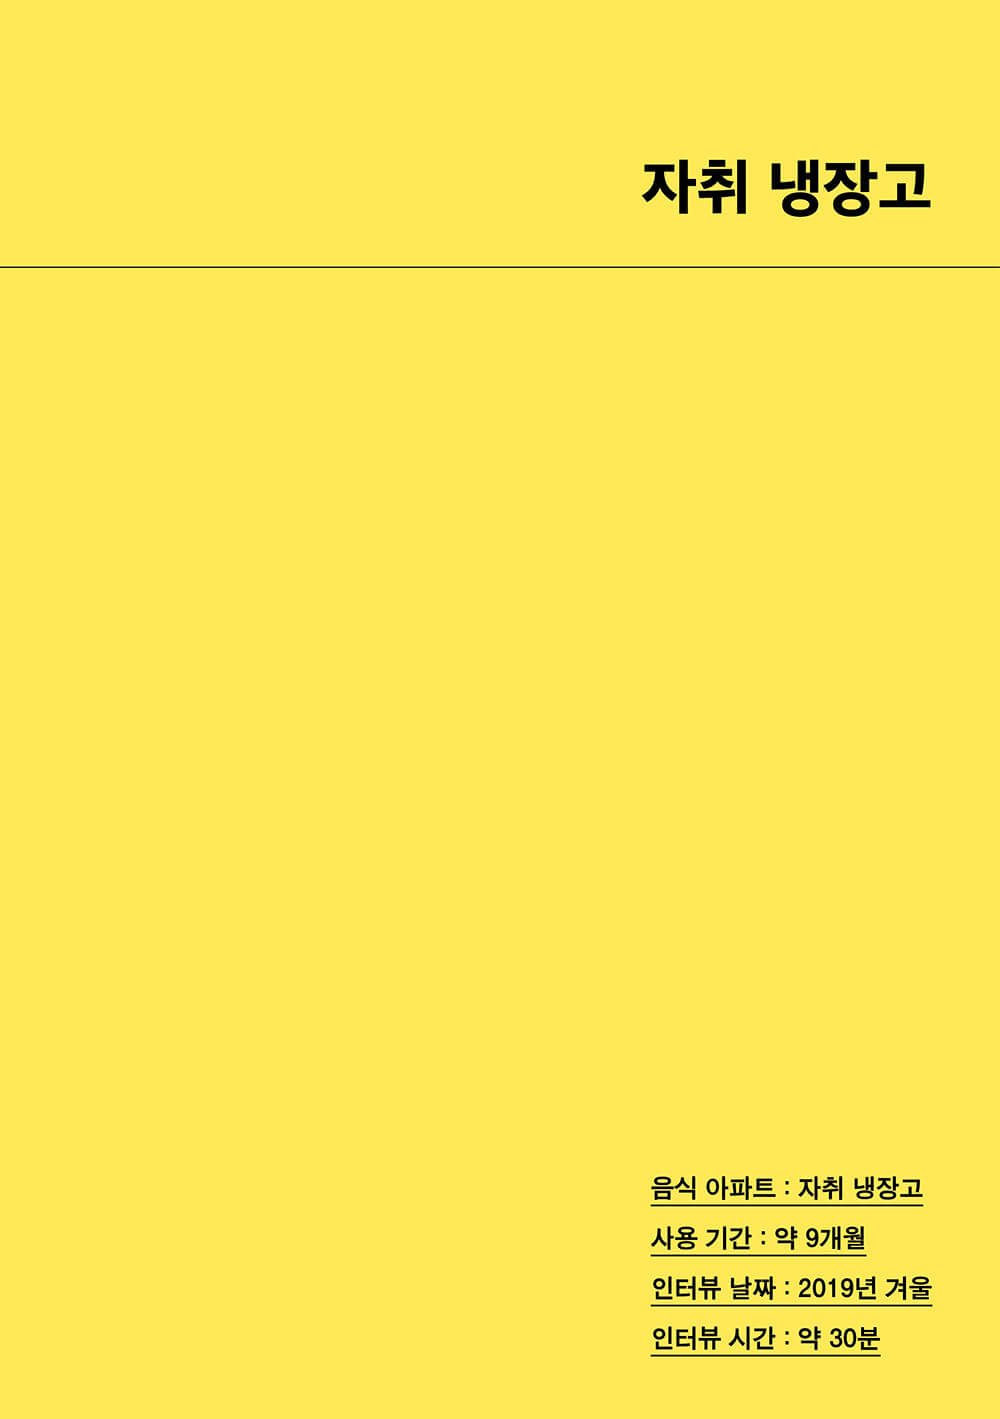 자취 냉장고
음식 아파트 : 자취 냉장고
사용 기간 : 약 9개월
인터뷰 날짜 : 2019년 겨울
인터뷰 시간 : 약 30분